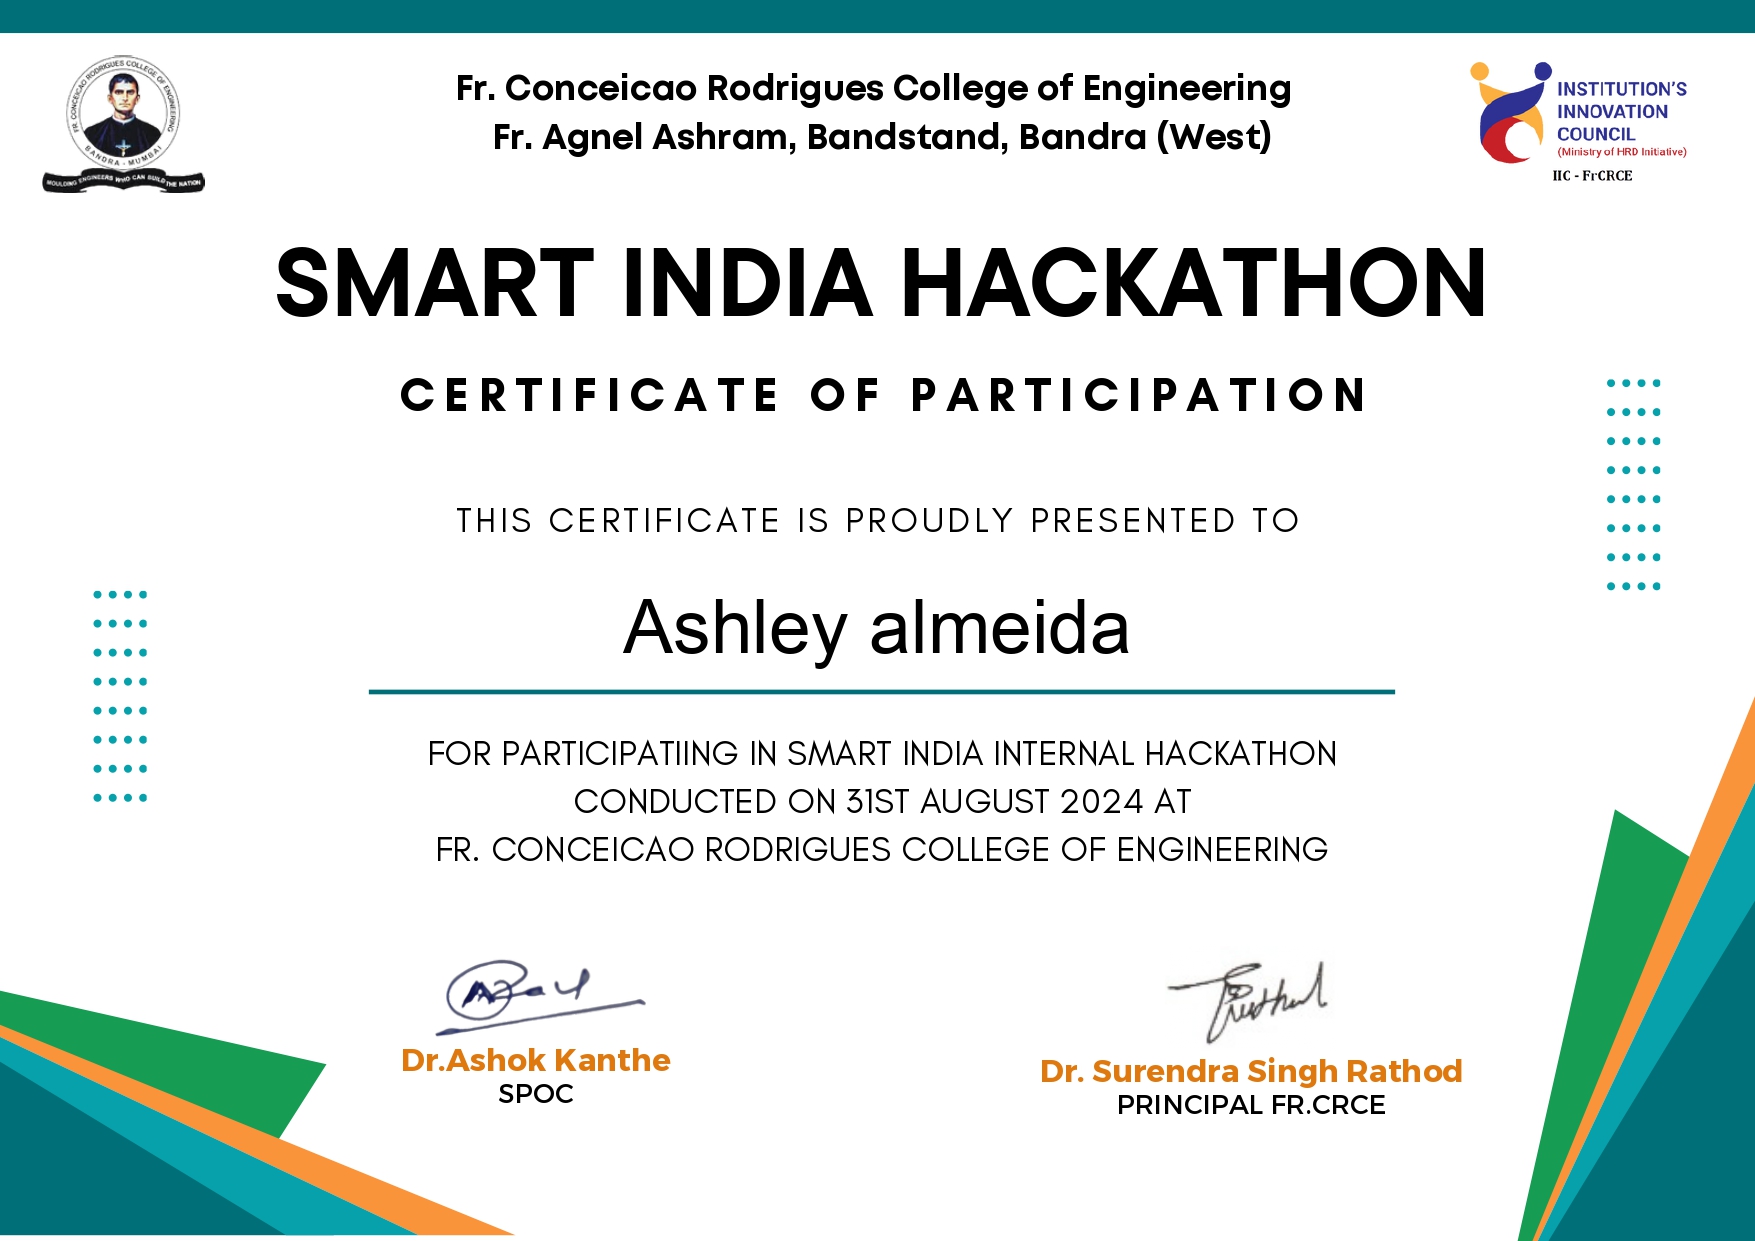 FR. CONCEICAO RODRIGUES COLLEGE OF ENGINEERING
BANDRA - MUMBAI
MOULDING ENGINEERS WHO CAN BUILD THE NATION
Fr. Conceicao Rodrigues College of Engineering
Fr. Agnel Ashram, Bandstand, Bandra (West)
INSTITUTION'S
INNOVATION
COUNCIL
(Ministry of HRD Initiative)
IIC - FrCRCE
SMART INDIA HACKATHON
CERTIFICATE OF PARTICIPATION
THIS CERTIFICATE IS PROUDLY PRESENTED TO
Ashley almeida
FOR PARTICIPATIING IN SMART INDIA INTERNAL HACKATHON
CONDUCTED ON 31ST AUGUST 2024 AT
FR. CONCEICAO RODRIGUES COLLEGE OF ENGINEERING
Dr.Ashok Kanthe
SPOC
Dr. Surendra Singh Rathod
PRINCIPAL FR.CRCE